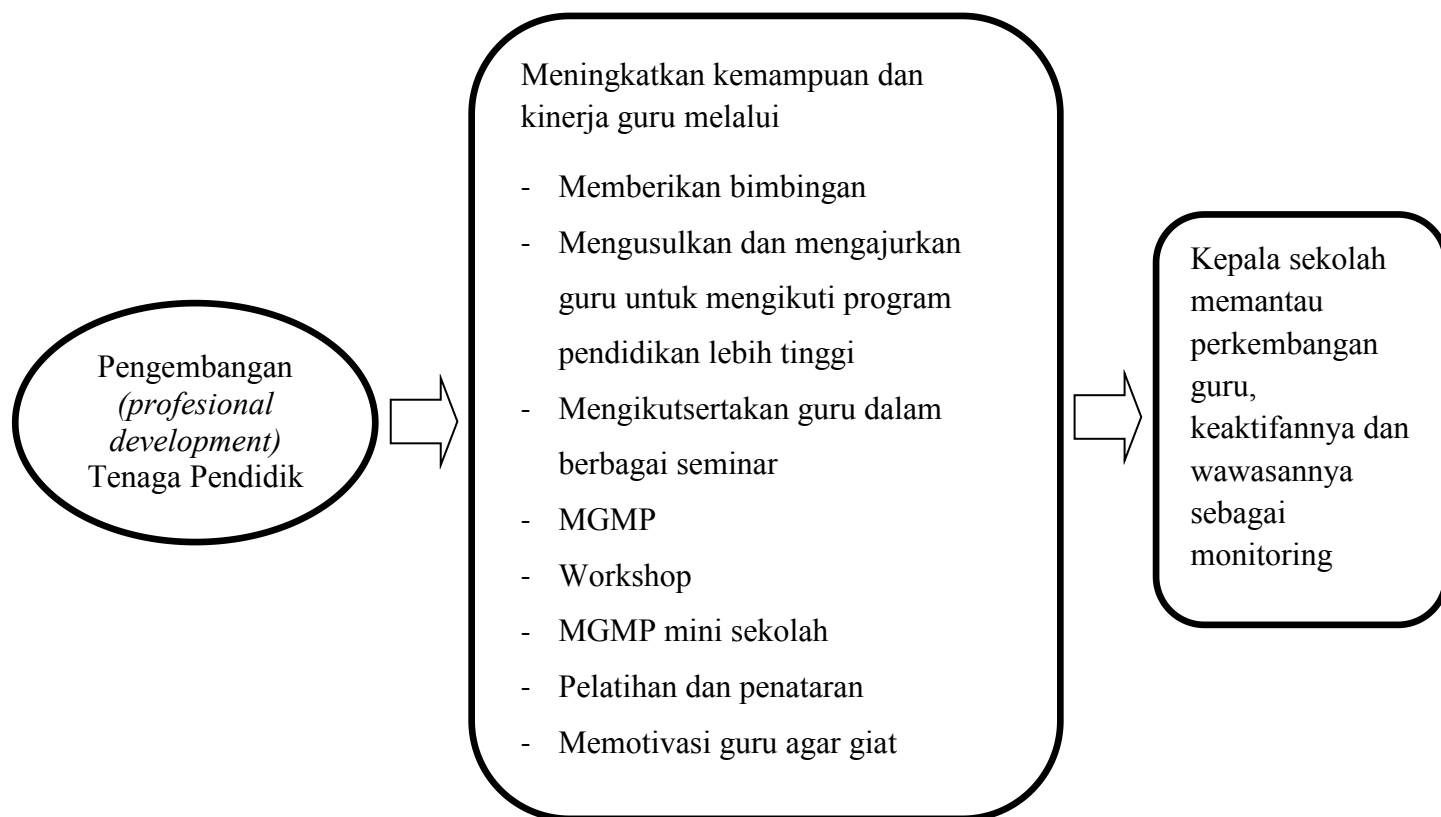 Pengembangan
(profesional
development)
Tenaga Pendidik
Meningkatkan kemampuan dan
kinerja guru melalui
- Memberikan bimbingan
- Mengusulkan dan mengajurkan
guru untuk mengikuti program
pendidikan lebih tinggi
- Mengikutsertakan guru dalam
berbagai seminar
- MGMP
- Workshop
- MGMP mini sekolah
- Pelatihan dan penataran
- Memotivasi guru agar giat
Kepala sekolah
memantau
perkembangan
guru,
keaktifannya dan
wawasannya
sebagai
monitoring